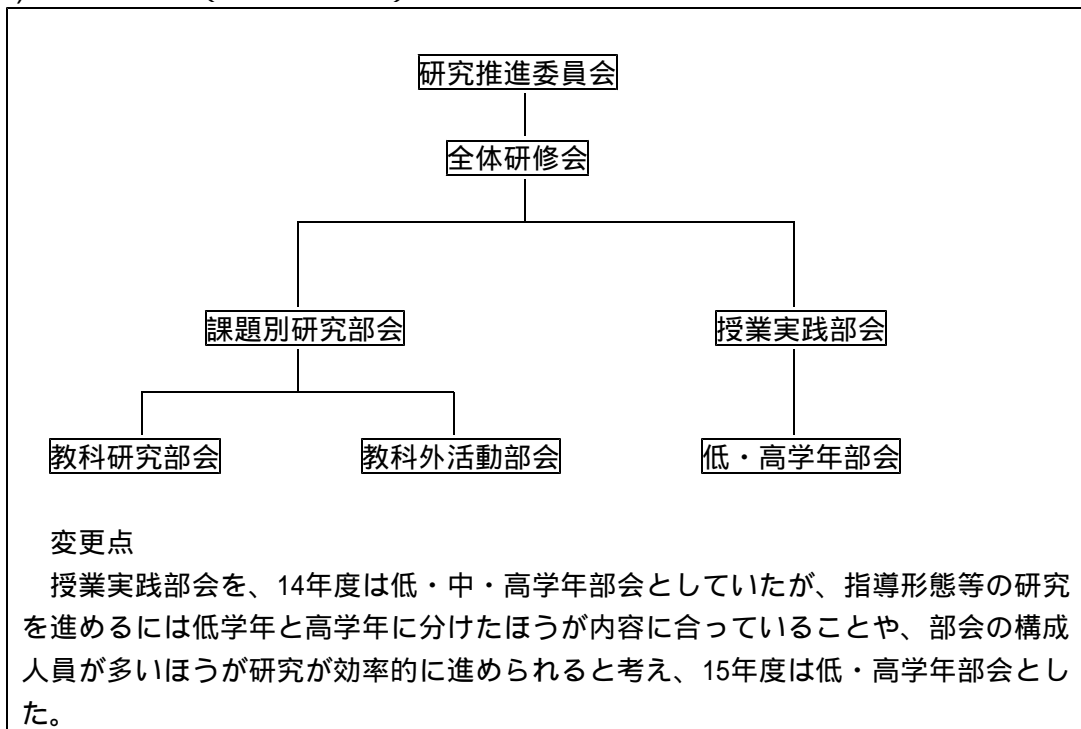 研究推進委員会
全体研修会
課題別研究部会 授業実践部会
教科研究部会 教科外活動部会 低・高学年部会
変更点
授業実践部会を、14年度は低・中・高学年部会としていたが、指導形態等の研究
を進めるには低学年と高学年に分けたほうが内容に合っていることや、部会の構成
人員が多いほうが研究が効率的に進められると考え、15年度は低・高学年部会とし
た。